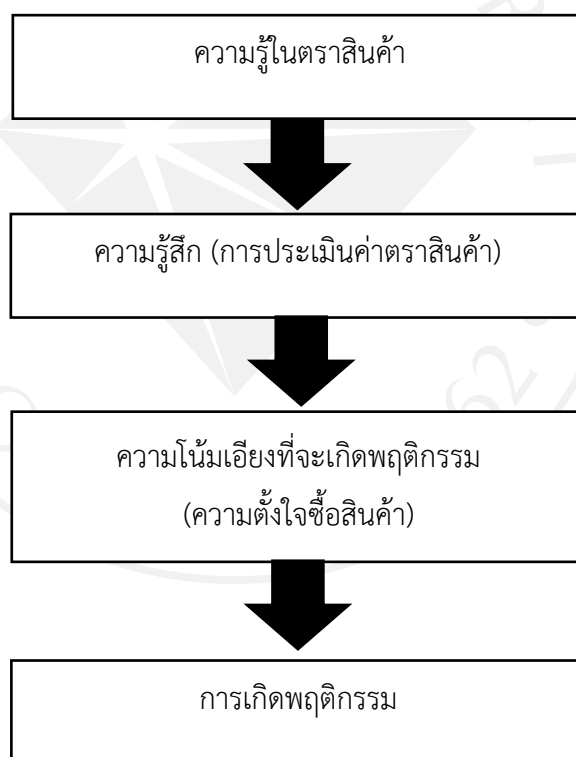 ความรู้ในตราสินค้า
ความรู้สึก (การประเมินค่าตราสินค้า)
ความโน้มเอียงที่จะเกิดพฤติกรรม
(ความตั้งใจซื้อสินค้า)
การเกิดพฤติกรรม